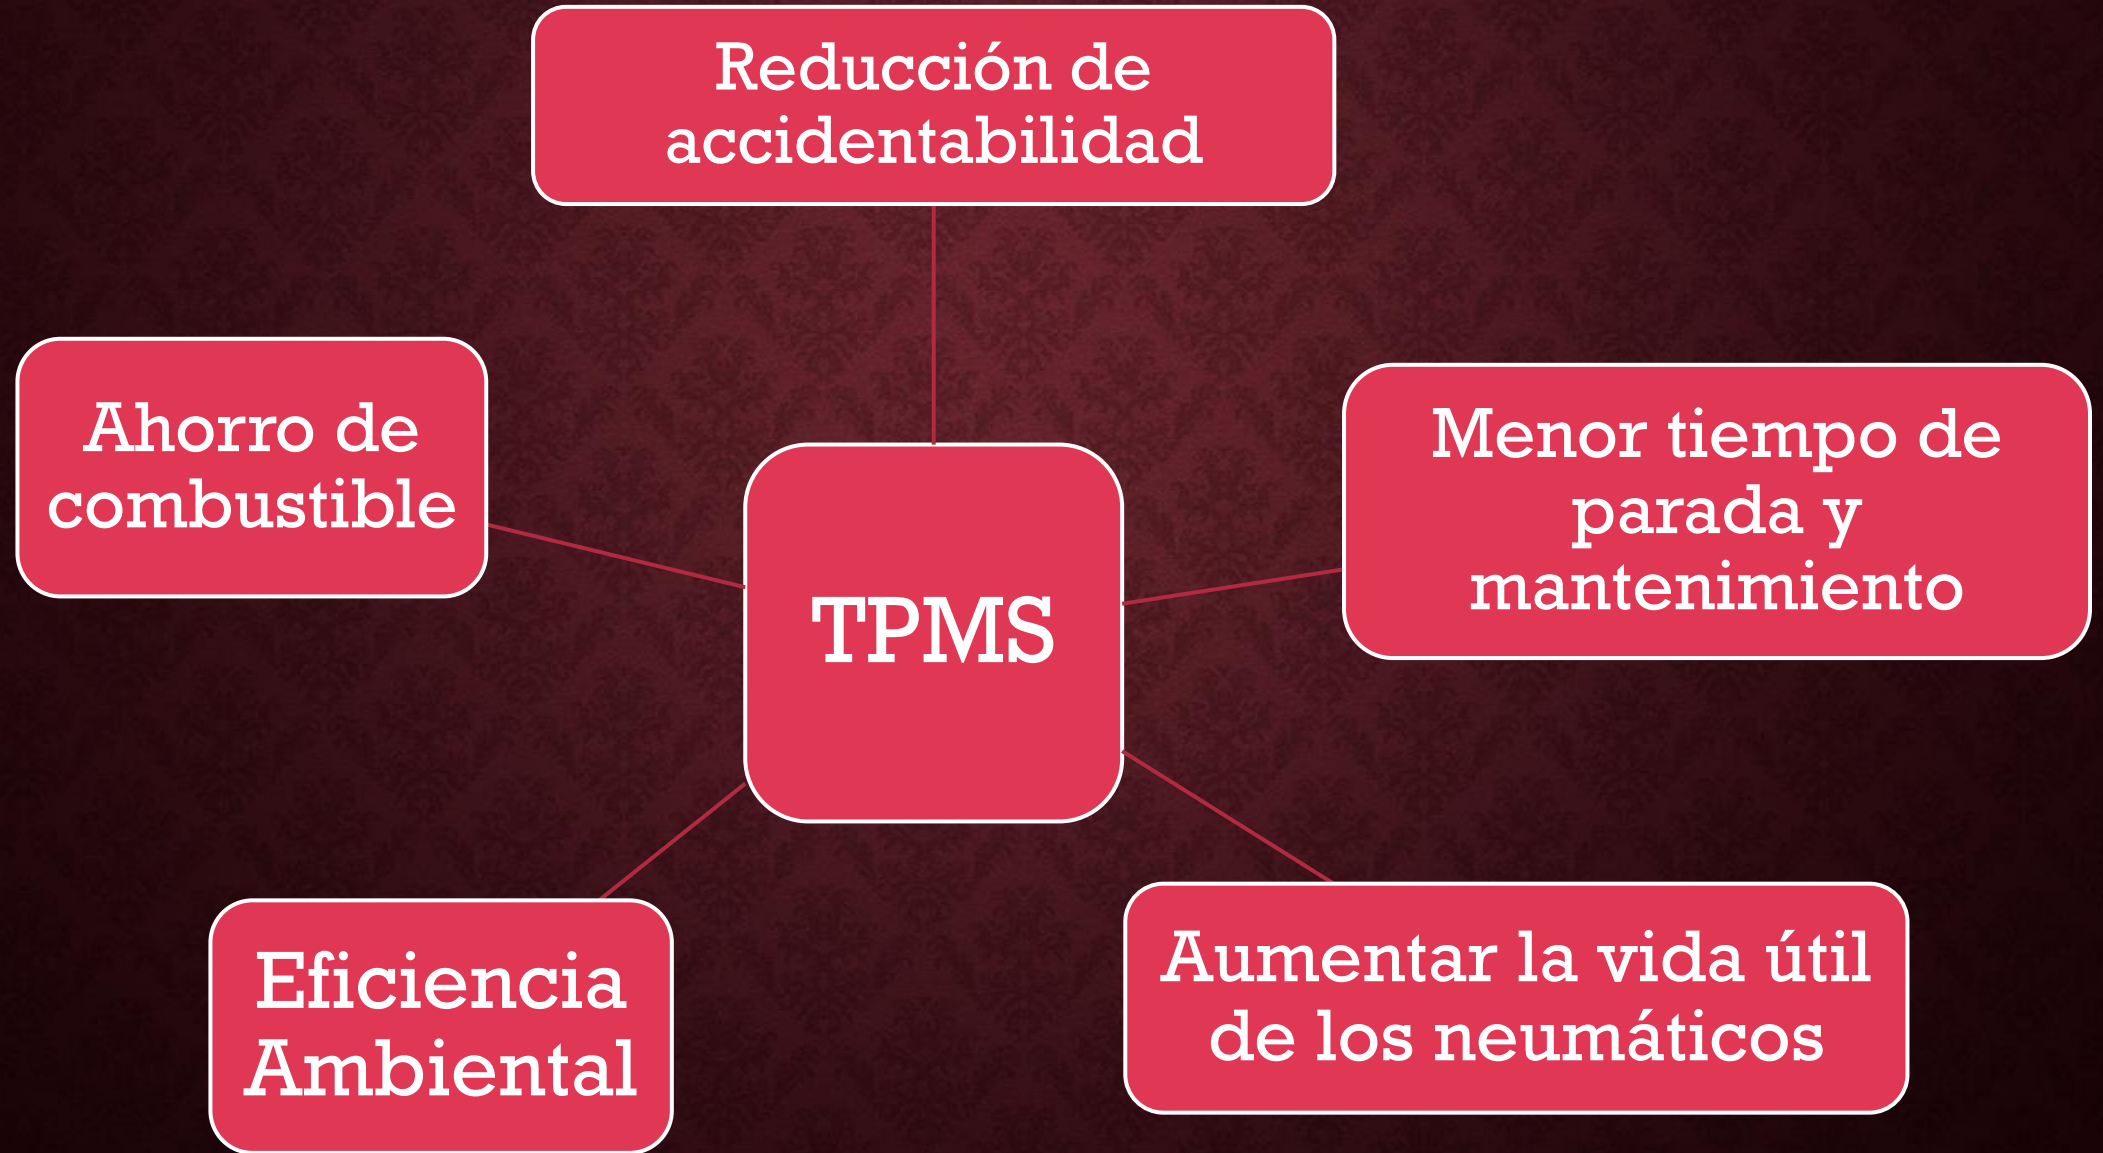 Reducción de
accidentabilidad
Ahorro de
combustible
Menor tiempo de
parada y
mantenimiento
TPMS
Eficiencia
Ambiental
Aumentar la vida útil
de los neumáticos